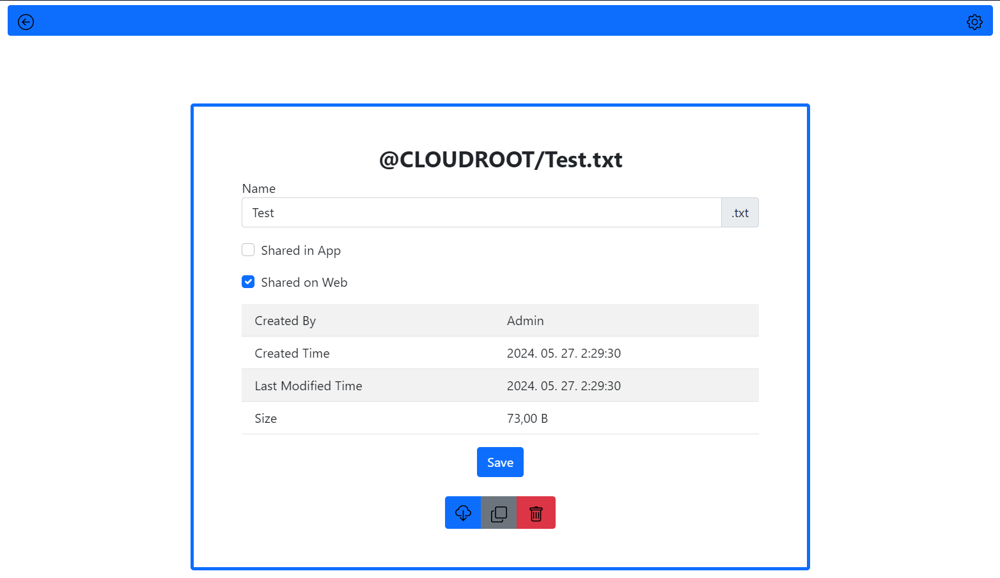 @CLOUDROOT/Test.txt
Name
Test .txt
Shared in App
Shared on Web
Created By Admin
Created Time 2024. 05. 27. 2:29:30
Last Modified Time 2024. 05. 27. 2:29:30
Size 73,00 B
Save